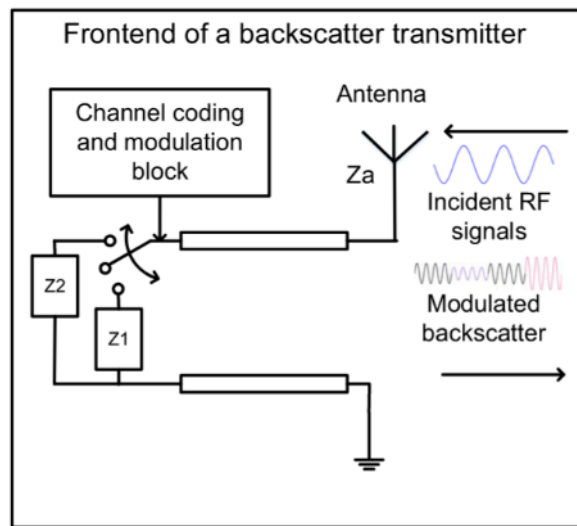 Frontend of a backscatter transmitter
Channel coding
and modulation
block
Antenna
Za
Incident RF
signals
Z2
Z1
Modulated
backscatter